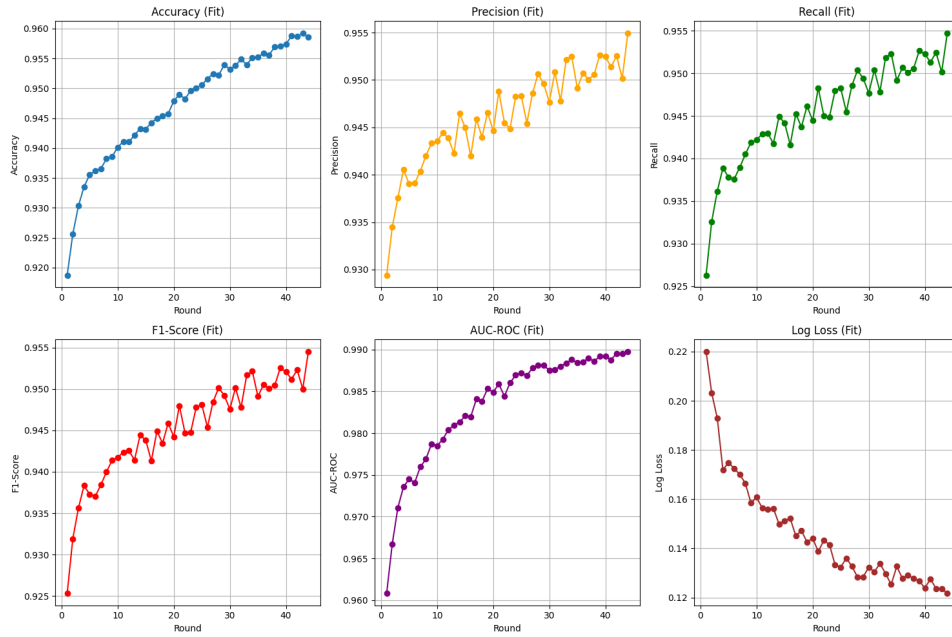 Accuracy (Fit)
0.960
0.955
0.950
0.945
0.940
0.935
0.930
0.925
0.920
Accuracy
0 10 20 30 40
Round
Precision (Fit)
0.955
0.950
0.945
0.940
0.935
0.930
Precision
0 10 20 30 40
Round
Recall (Fit)
0.955
0.950
0.945
0.940
0.935
0.930
0.925
Recall
0 10 20 30 40
Round
F1-Score (Fit)
0.955
0.950
0.945
0.940
0.935
0.930
0.925
F1-Score
0 10 20 30 40
Round
AUC-ROC (Fit)
0.990
0.985
0.980
0.975
0.970
0.965
0.960
AUC-ROC
0 10 20 30 40
Round
Log Loss (Fit)
0.22
0.20
0.18
0.16
0.14
0.12
Log Loss
0 10 20 30 40
Round